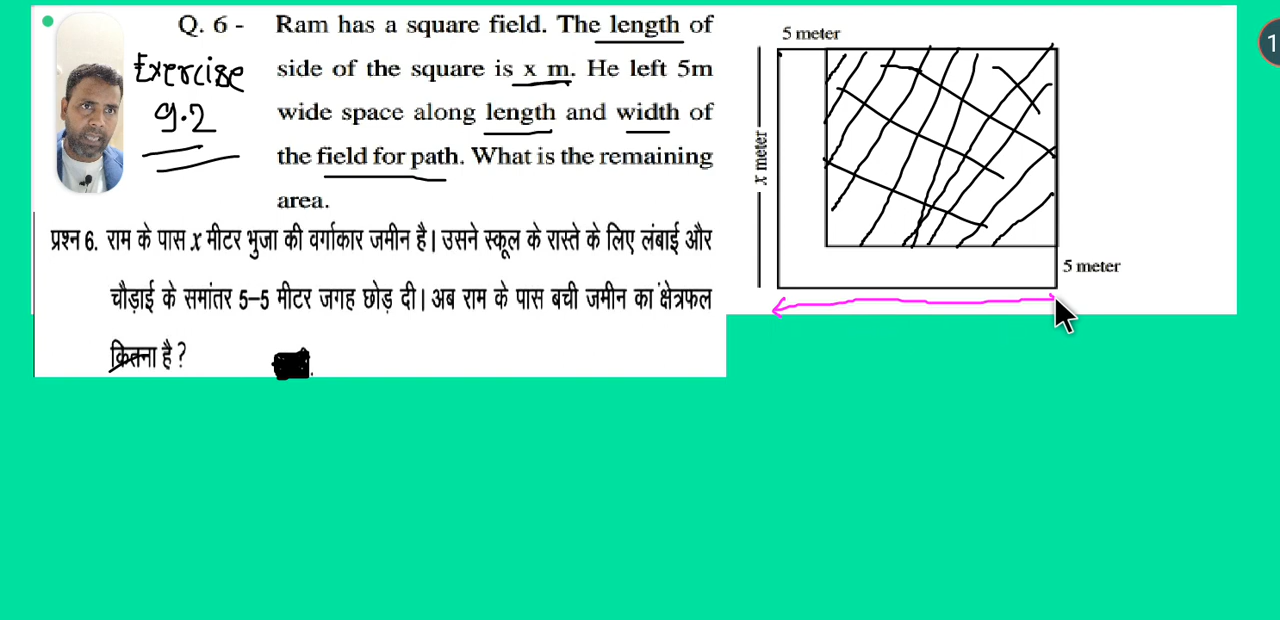 Q. 6 - Ram has a square field. The length of
Exercise
9.2
side of the square is x m. He left 5m
wide space along length and width of
the field for path. What is the remaining
area.
प्रश्न 6. राम के पास x मीटर भुजा की वर्गाकार जमीन है। उसने स्कूल के रास्ते के लिए लंबाई और
चौड़ाई के समांतर 5–5 मीटर जगह छोड़ दी। अब राम के पास बची जमीन का क्षेत्रफल
कितना है?
5 meter
x meter
5 meter
1